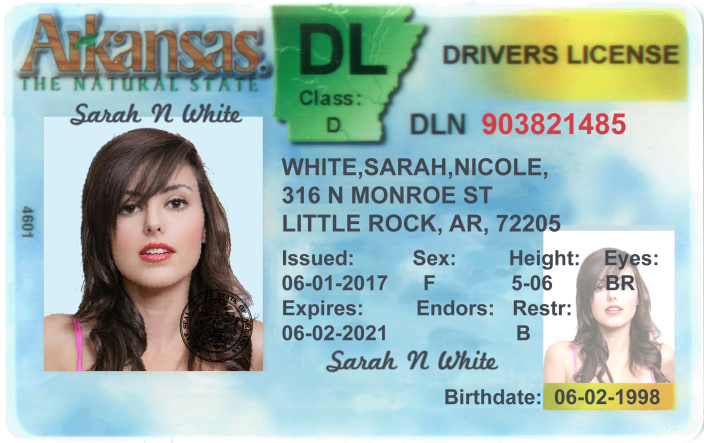 Arkansas.
THE NATURAL STATE
DL
Class:
D
DRIVERS LICENSE
Sarah N White
DLN 903821485
WHITE,SARAH,NICOLE,
316 N MONROE ST
LITTLE ROCK, AR, 72205
4601
Issued: Sex: Height: Eyes:
06-01-2017 F 5-06 BR
Expires: Endors: Restr:
06-02-2021 B
Sarah N White
Birthdate: 06-02-1998